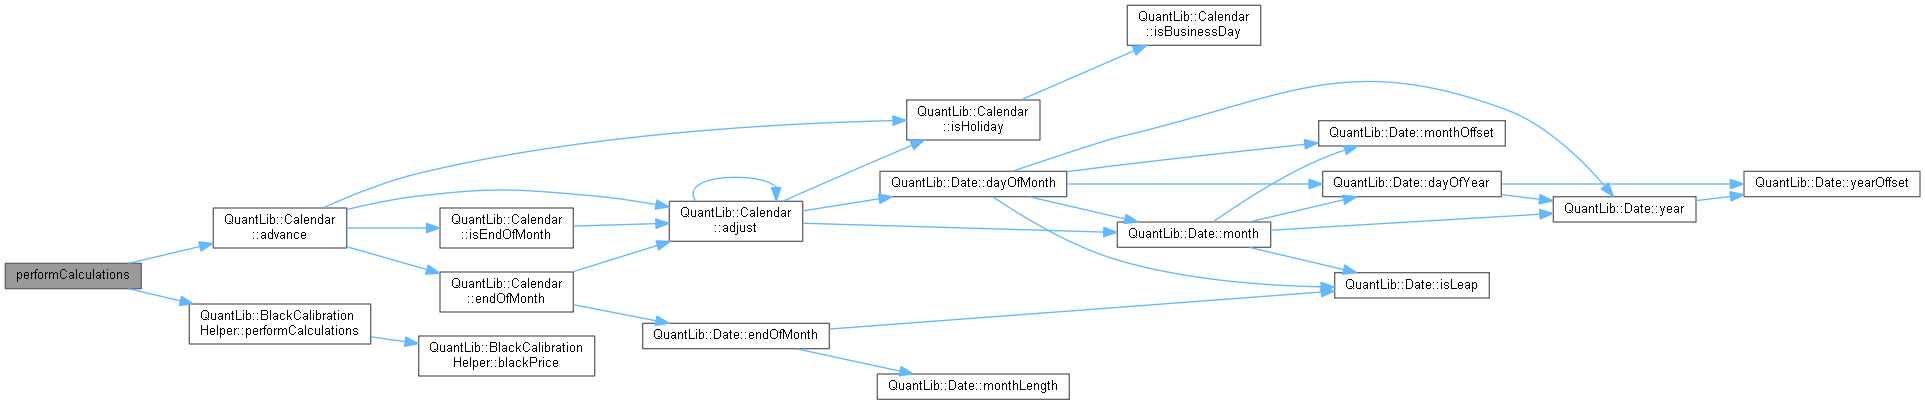 performCalculations
QuantLib::Calendar
::advance
QuantLib::BlackCalibration
Helper::performCalculations
QuantLib::Calendar
::isEndOfMonth
QuantLib::Calendar
::endOfMonth
QuantLib::BlackCalibration
Helper::blackPrice
QuantLib::Calendar
::adjust
QuantLib::Date::endOfMonth
QuantLib::Calendar
::isHoliday
QuantLib::Date::dayOfMonth
QuantLib::Date::monthLength
QuantLib::Calendar
::isBusinessDay
QuantLib::Date::month
QuantLib::Date::monthOffset
QuantLib::Date::dayOfYear
QuantLib::Date::isLeap
QuantLib::Date::year
QuantLib::Date::yearOffset